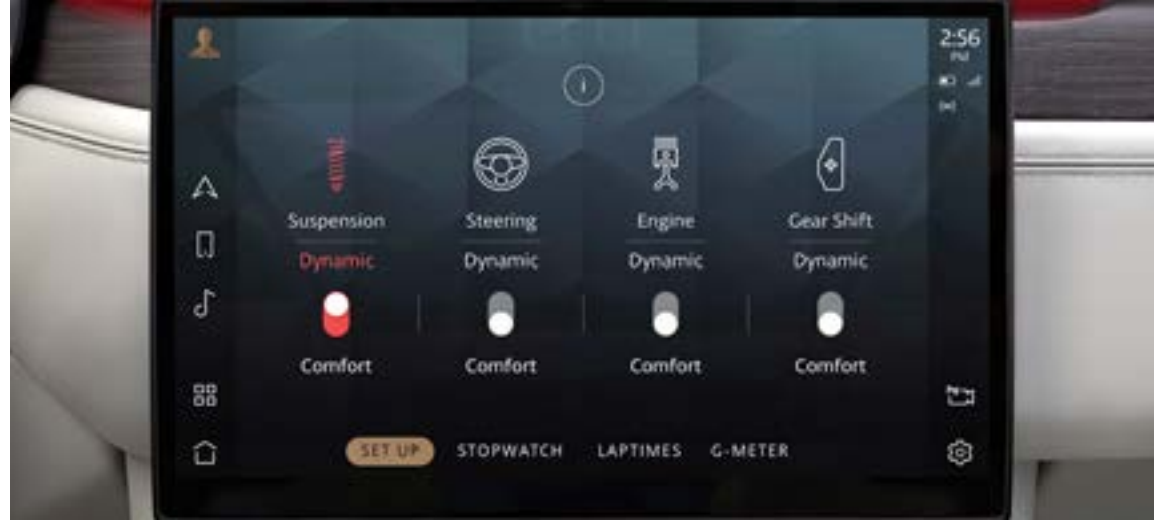 2:56
PM
i
Suspension Steering Engine Gear Shift
Dynamic Dynamic Dynamic Dynamic
Comfort Comfort Comfort Comfort
SET UP STOPWATCH LAPTIMES G-METER